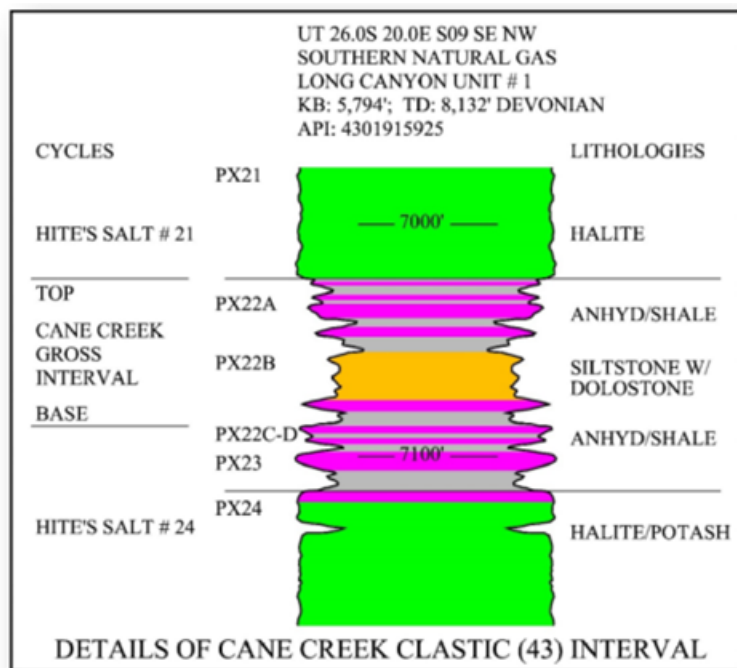 UT 26.0S 20.0E S09 SE NW
SOUTHERN NATURAL GAS
LONG CANYON UNIT # 1
KB: 5,794'; TD: 8,132' DEVONIAN
API: 4301915925
CYCLES
LITHOLOGIES
PX21
7000'
HITE'S SALT # 21
HALITE
TOP
PX22A
ANHYD/SHALE
CANE CREEK
GROSS
INTERVAL
PX22B
SILTSTONE W/
DOLOSTONE
BASE
PX22C-D
ANHYD/SHALE
PX23
7100'
PX24
HITE'S SALT # 24
HALITE/POTASH
DETAILS OF CANE CREEK CLASTIC (43) INTERVAL